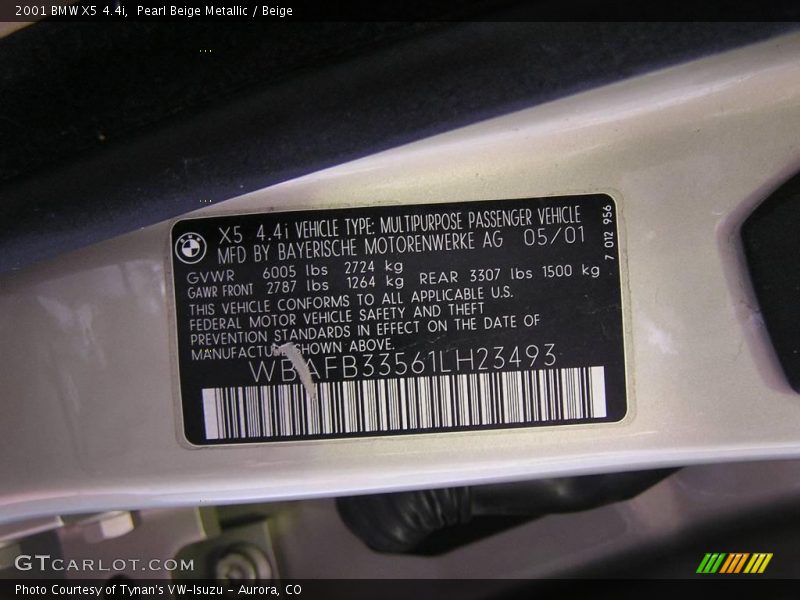 2001 BMW X5 4.4i, Pearl Beige Metallic / Beige
BMW
X5 4.4i VEHICLE TYPE: MULTIPURPOSE PASSENGER VEHICLE
MFD BY BAYERISCHE MOTORENWERKE AG 05/01
GVWR 6005 lbs 2724 kg
GAWR FRONT 2787 lbs 1264 kg REAR 3307 lbs 1500 kg
THIS VEHICLE CONFORMS TO ALL APPLICABLE U.S.
FEDERAL MOTOR VEHICLE SAFETY AND THEFT
PREVENTION STANDARDS IN EFFECT ON THE DATE OF
MANUFACTURE SHOWN ABOVE.
WBAFB33561LH23493
7 012 956
GTCARLOT.COM
Photo Courtesy of Tynan's VW-Isuzu - Aurora, CO